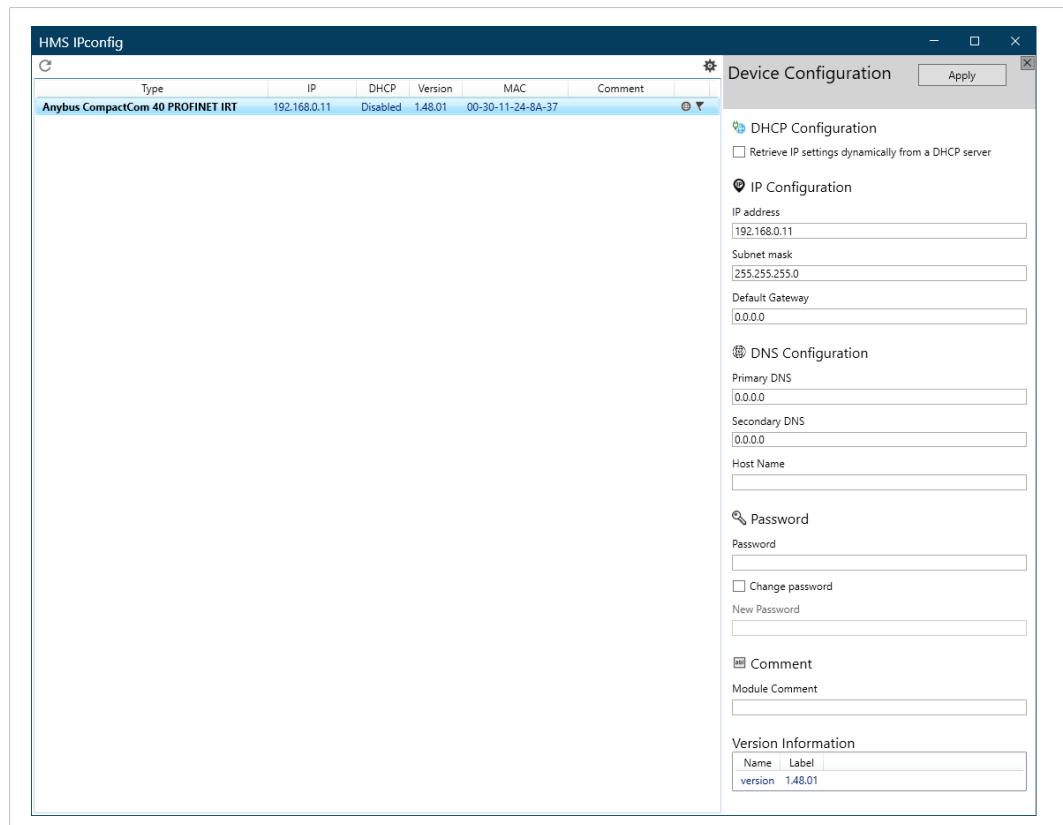 HMS IPconfig
Device Configuration
Apply
Type IP DHCP Version MAC Comment
Anybus CompactCom 40 PROFINET IRT 192.168.0.11 Disabled 1.48.01 00-30-11-24-8A-37
DHCP Configuration
Retrieve IP settings dynamically from a DHCP server
IP Configuration
IP address
192.168.0.11
Subnet mask
255.255.255.0
Default Gateway
0.0.0.0
DNS Configuration
Primary DNS
0.0.0.0
Secondary DNS
0.0.0.0
Host Name
Password
Password
Change password
New Password
Comment
Module Comment
Version Information
Name Label
version 1.48.01